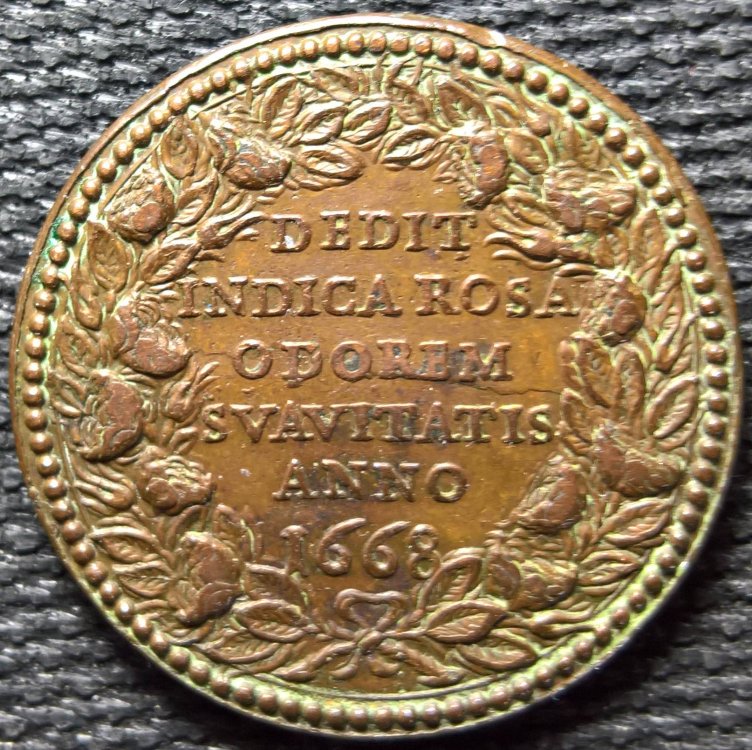 DEDIT
INDICA ROSA
ODOREM
SVAVITATIS
ANNO
1668